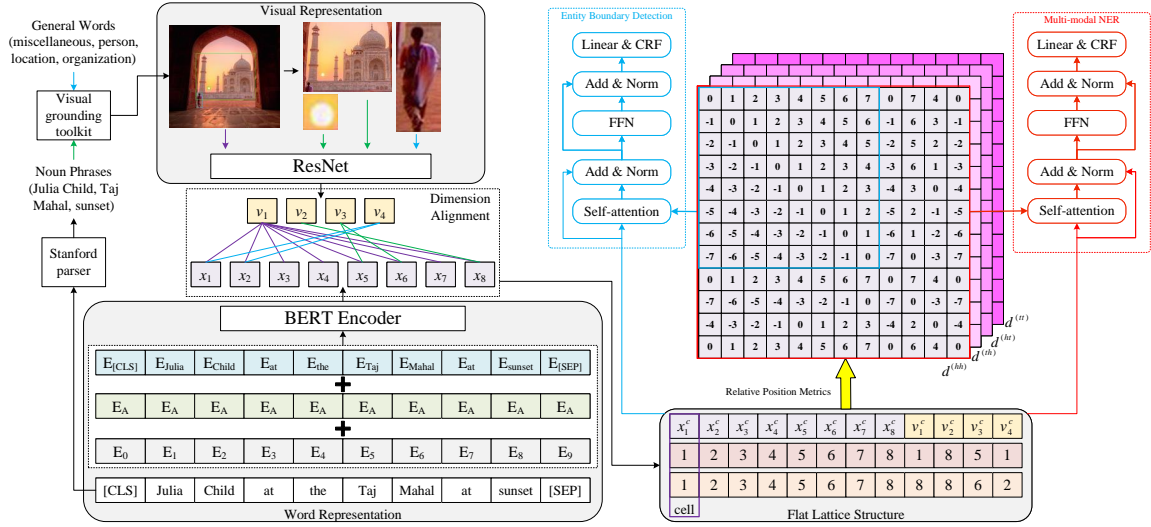 Visual Representation
General Words
(miscellaneous, person,
location, organization)
Visual
grounding
toolkit
Noun Phrases
(Julia Child, Taj
Mahal, sunset)
Stanford
parser
ResNet
Dimension
Alignment
v1 v2 v3 v4
x1 x2 x3 x4 x5 x6 x7 x8
BERT Encoder
E[CLS] EJulia EChild Eat Ethe ETaj EMahal Eat Esunset E[SEP]
+
EA EA EA EA EA EA EA EA EA EA
+
E0 E1 E2 E3 E4 E5 E6 E7 E8 E9
[CLS] Julia Child at the Taj Mahal at sunset [SEP]
Word Representation
Entity Boundary Detection
Linear & CRF
Add & Norm
FFN
Add & Norm
Self-attention
0 1 2 3 4 5 6 7 0 7 4 0
-1 0 1 2 3 4 5 6 -1 6 3 -1
-2 -1 0 1 2 3 4 5 -2 5 2 -2
-3 -2 -1 0 1 2 3 4 -3 6 1 -3
-4 -3 -2 -1 0 1 2 3 -4 3 0 -4
-5 -4 -3 -2 -1 0 1 2 -5 2 -1 -5
-6 -5 -4 -3 -2 -1 0 1 -6 1 -2 -6
-7 -6 -5 -4 -3 -2 -1 0 -7 0 -3 -7
0 1 2 3 4 5 6 7 0 7 4 0
-7 -6 -5 -4 -3 -2 -1 0 -7 0 -3 -7
-4 -3 -2 -1 0 1 2 3 -4 2 0 -4
0 1 2 3 4 5 6 7 0 6 4 0
d(tt)
d(ht)
d(th)
d(hh)
Multi-modal NER
Linear & CRF
Add & Norm
FFN
Add & Norm
Self-attention
Relative Position Metrics
x1c x2c x3c x4c x5c x6c x7c x8c v1c v2c v3c v4c
1 2 3 4 5 6 7 8 1 8 5 1
1 2 3 4 5 6 7 8 8 8 6 2
cell
Flat Lattice Structure